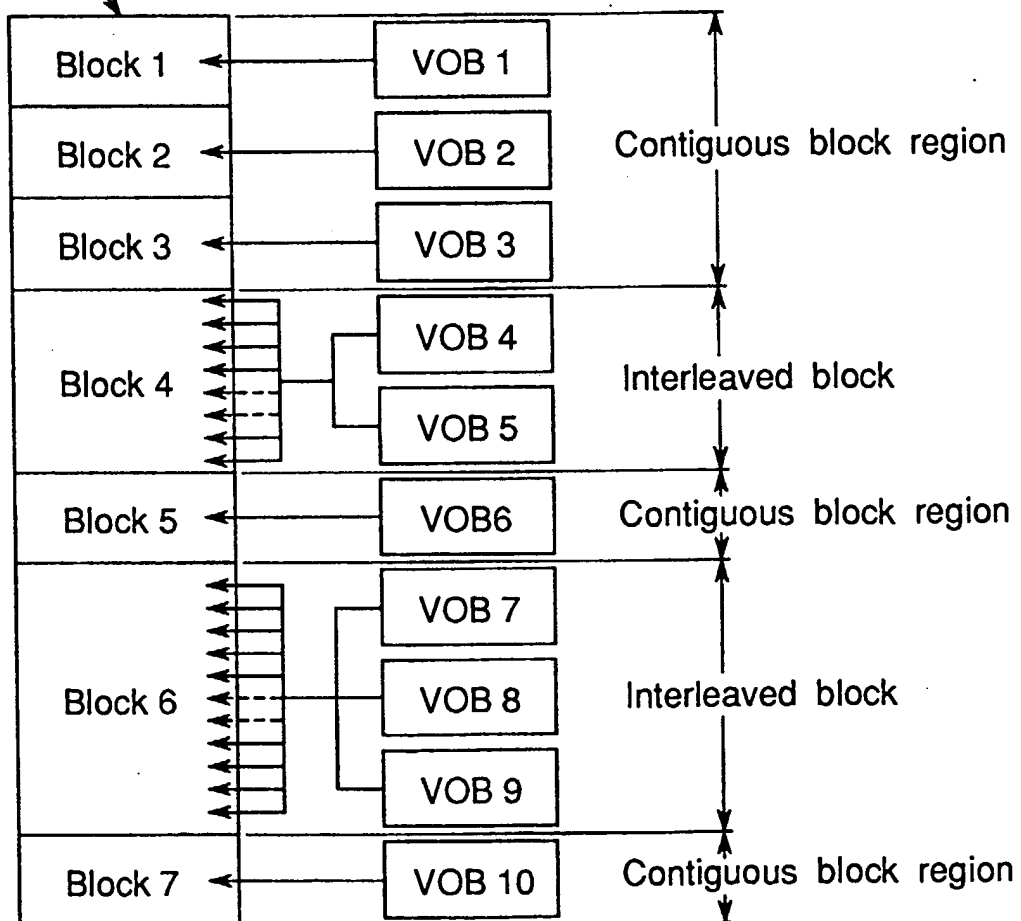 Block 1
VOB 1
Block 2
VOB 2
Contiguous block region
Block 3
VOB 3
Block 4
VOB 4
Interleaved block
VOB 5
Block 5
VOB6
Contiguous block region
VOB 7
Block 6
VOB 8
Interleaved block
VOB 9
Block 7
VOB 10
Contiguous block region